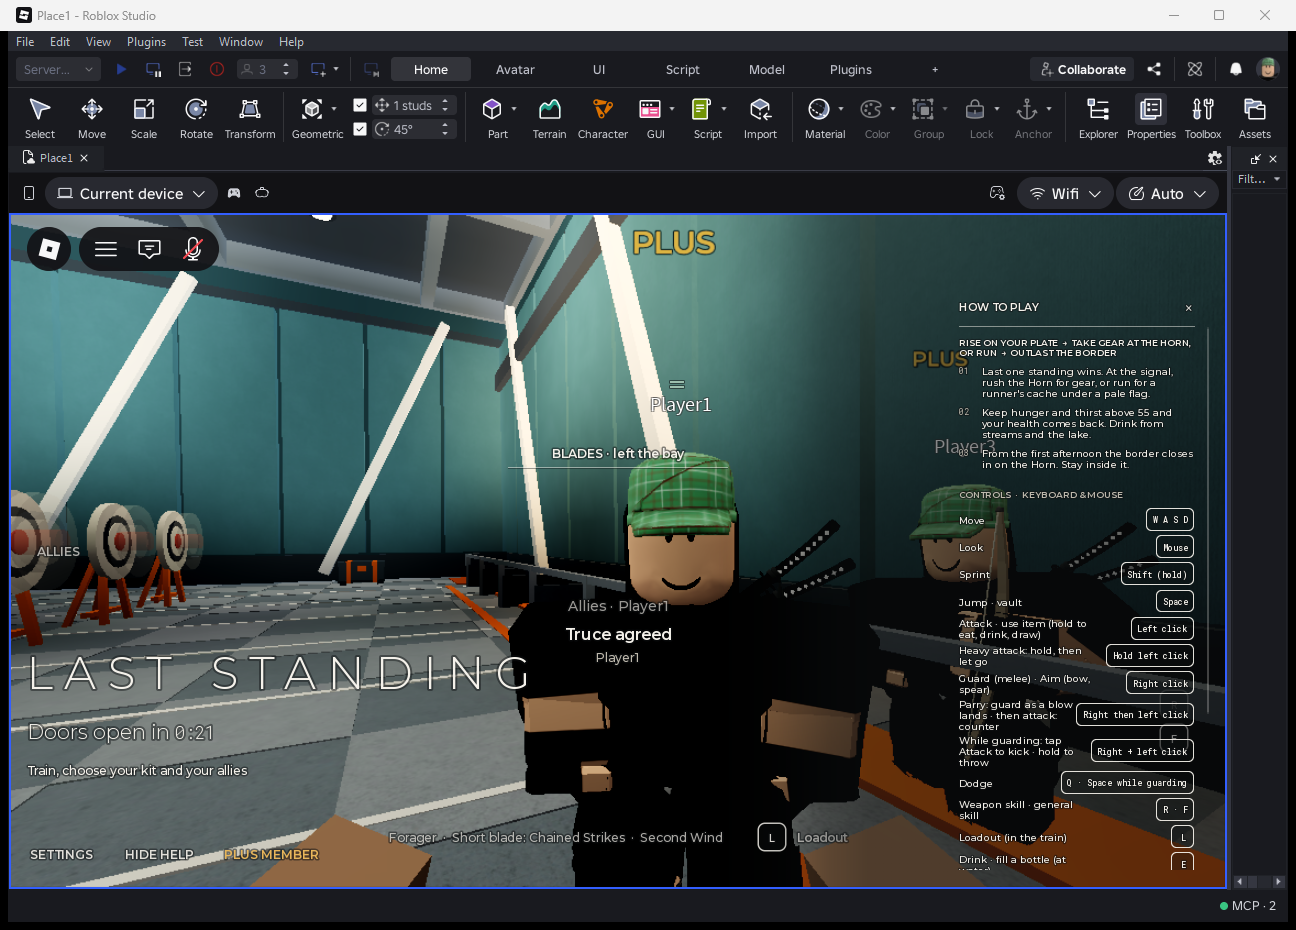 Place1 - Roblox Studio
File Edit View Plugins Test Window Help
Server... 3 Home Avatar UI Script Model Plugins + Collaborate
Select Move Scale Rotate Transform Geometric 1 studs 45° Part Terrain Character GUI Script Import Material Color Group Lock Anchor Explorer Properties Toolbox Assets
Place1
Filt...
Current device Wifi Auto
PLUS
HOW TO PLAY ×
RISE ON YOUR PLATE → TAKE GEAR AT THE HORN,
OR RUN → OUTLAST THE BORDER
PLUS
01 Last one standing wins. At the signal,
rush the Horn for gear, or run for a
runner's cache under a pale flag.
02 Keep hunger and thirst above 55 and
your health comes back. Drink from
streams and the lake.
03 From the first afternoon the border closes
in on the Horn. Stay inside it.
Player1
Player3
BLADES · left the bay
CONTROLS · KEYBOARD & MOUSE
Move W A S D
Look Mouse
Sprint Shift (hold)
Jump · vault Space
Attack · use item (hold to
eat, drink, draw) Left click
Heavy attack: hold, then
let go Hold left click
Guard (melee) · Aim (bow,
spear) Right click
Parry: guard as a blow
lands · then attack:
counter Right then left click
While guarding: tap
Attack to kick · hold to
throw Right + left click
Dodge Q · Space while guarding
Weapon skill · general
skill R · F
Loadout (in the train) L
Drink · fill a bottle (at
water) E
ALLIES
Allies · Player1
Truce agreed
Player1
LAST STANDING
Doors open in 0:21
Train, choose your kit and your allies
Forager · Short blade: Chained Strikes · Second Wind L Loadout
SETTINGS HIDE HELP PLUS MEMBER
MCP · 2